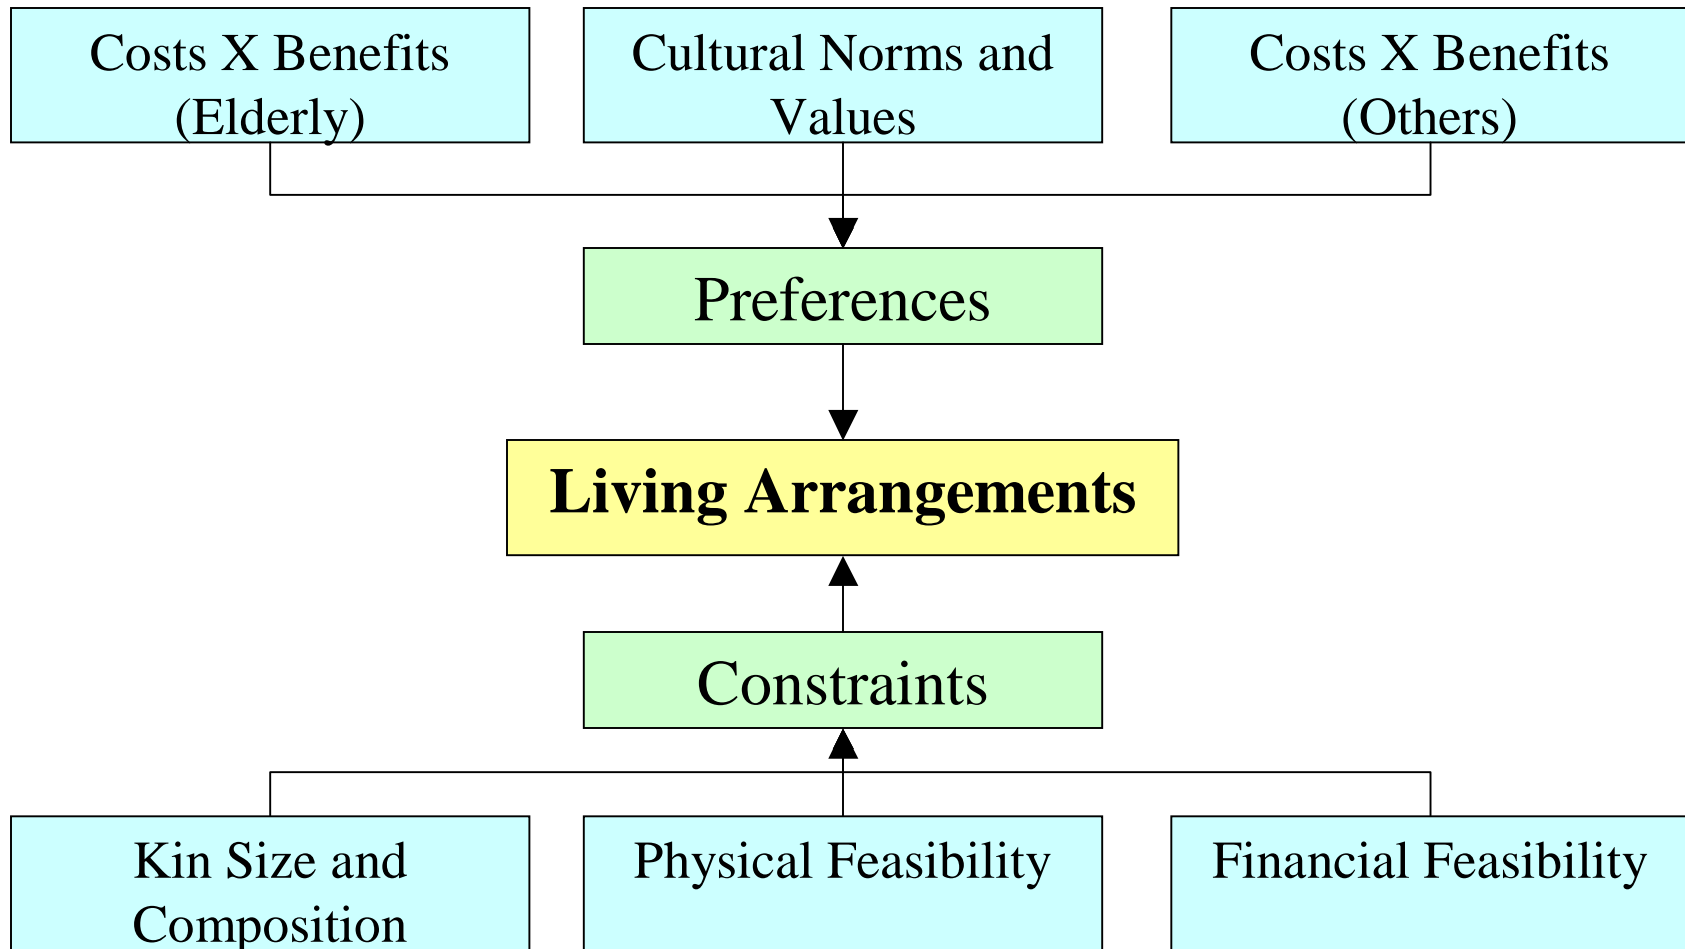 Costs X Benefits
(Elderly)
Cultural Norms and
Values
Costs X Benefits
(Others)
Preferences
Living Arrangements
Constraints
Kin Size and
Composition
Physical Feasibility
Financial Feasibility